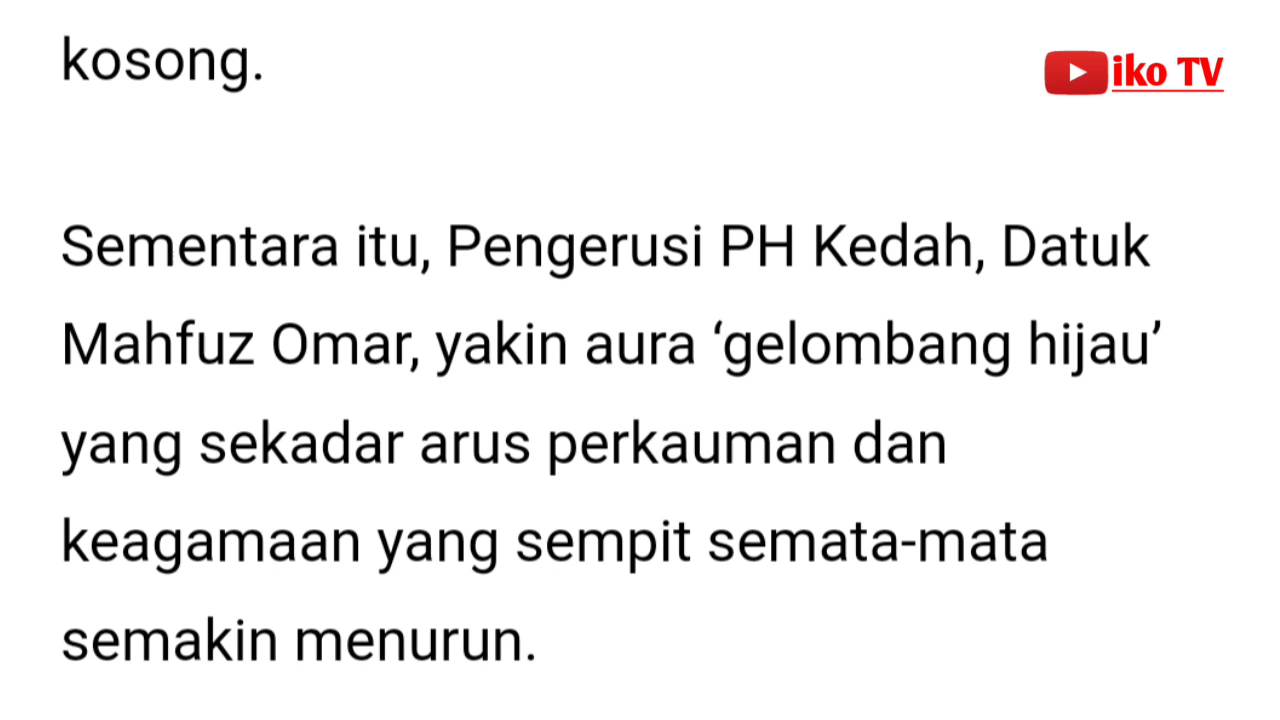 kosong.
iko TV
Sementara itu, Pengerusi PH Kedah, Datuk
Mahfuz Omar, yakin aura ‘gelombang hijau’
yang sekadar arus perkauman dan
keagamaan yang sempit semata-mata
semakin menurun.